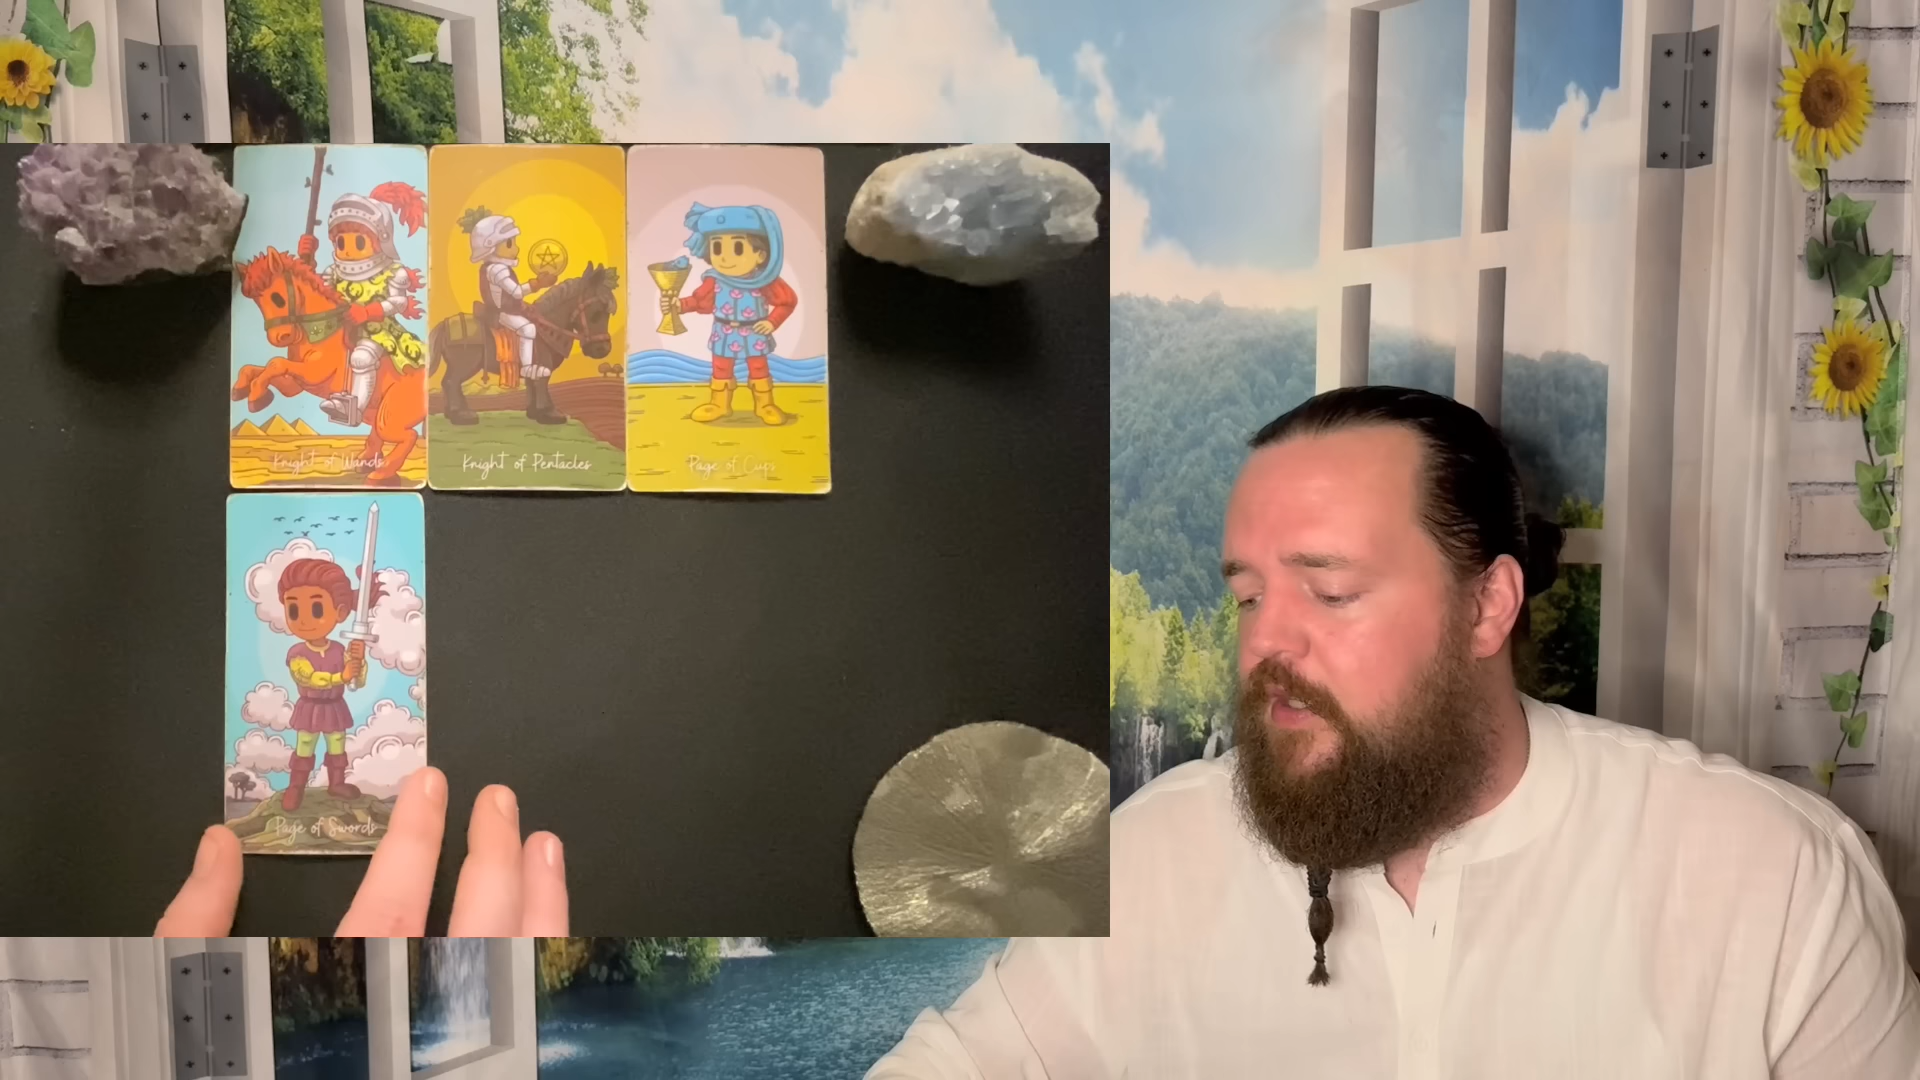 Knight of Wands
Knight of Pentacles
Page of Cups
Page of Swords